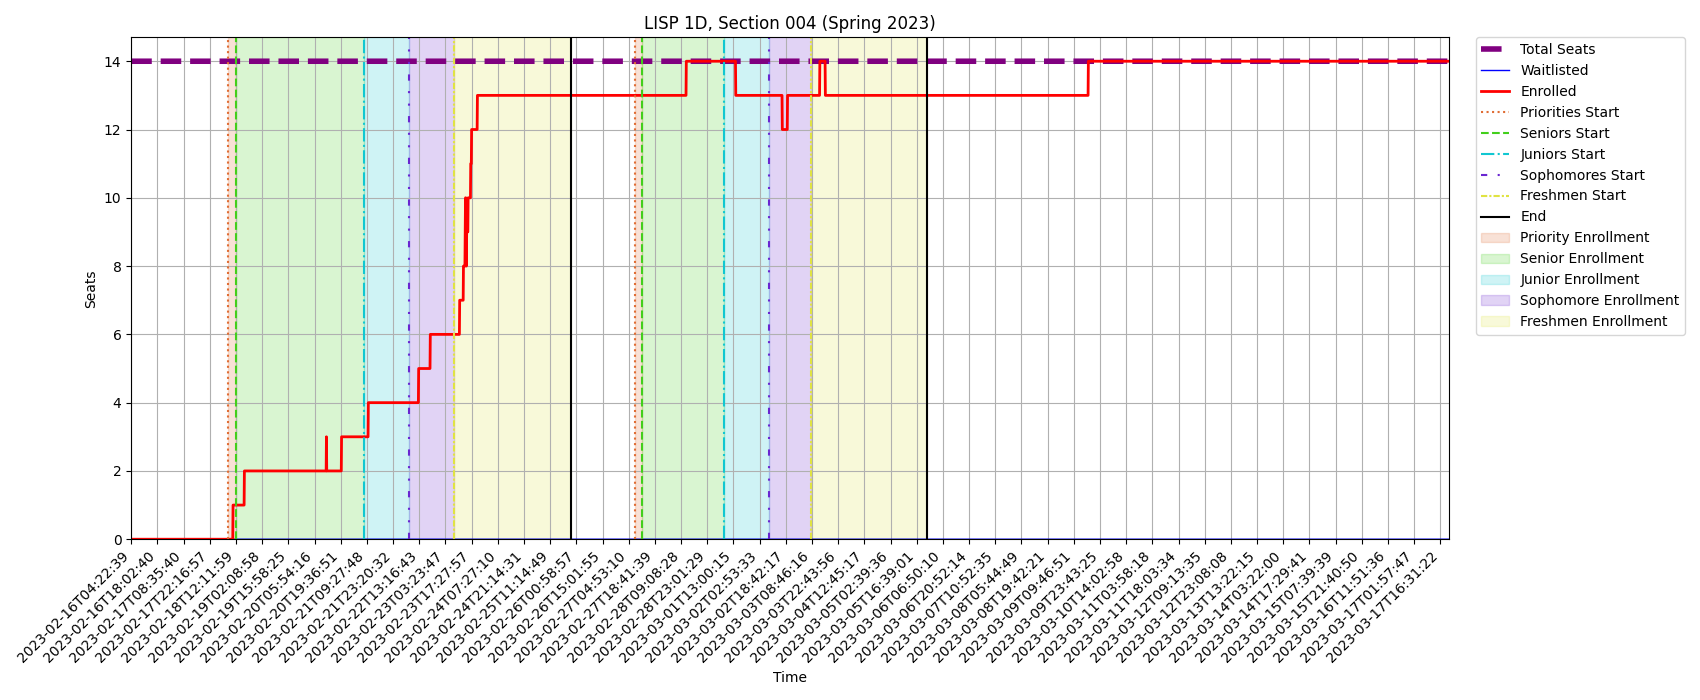 LISP 1D, Section 004 (Spring 2023)
Seats
14
12
10
8
6
4
2
0
2023-02-16T04:22:39
2023-02-16T18:02:40
2023-02-17T08:35:40
2023-02-17T22:16:57
2023-02-18T12:11:59
2023-02-19T02:08:58
2023-02-19T15:58:25
2023-02-20T05:54:16
2023-02-20T19:36:51
2023-02-21T09:27:48
2023-02-21T23:20:32
2023-02-22T13:16:43
2023-02-23T03:23:47
2023-02-23T17:27:57
2023-02-24T07:27:10
2023-02-24T21:14:31
2023-02-25T11:14:49
2023-02-26T00:58:57
2023-02-26T15:01:55
2023-02-27T04:53:10
2023-02-27T18:41:39
2023-02-28T09:08:28
2023-02-28T23:01:29
2023-03-01T13:00:15
2023-03-02T02:53:33
2023-03-02T18:42:17
2023-03-03T08:46:16
2023-03-03T22:43:56
2023-03-04T12:45:17
2023-03-05T02:39:36
2023-03-05T16:39:01
2023-03-06T06:50:10
2023-03-06T20:52:14
2023-03-07T10:52:35
2023-03-08T05:44:49
2023-03-08T19:42:21
2023-03-09T09:46:51
2023-03-09T23:43:25
2023-03-10T14:02:58
2023-03-11T03:58:18
2023-03-11T18:03:34
2023-03-12T09:13:35
2023-03-12T23:08:08
2023-03-13T13:22:15
2023-03-14T03:22:00
2023-03-14T17:29:41
2023-03-15T07:39:39
2023-03-15T21:40:50
2023-03-16T11:51:36
2023-03-17T01:57:47
2023-03-17T16:31:22
Time
Total Seats
Waitlisted
Enrolled
Priorities Start
Seniors Start
Juniors Start
Sophomores Start
Freshmen Start
End
Priority Enrollment
Senior Enrollment
Junior Enrollment
Sophomore Enrollment
Freshmen Enrollment